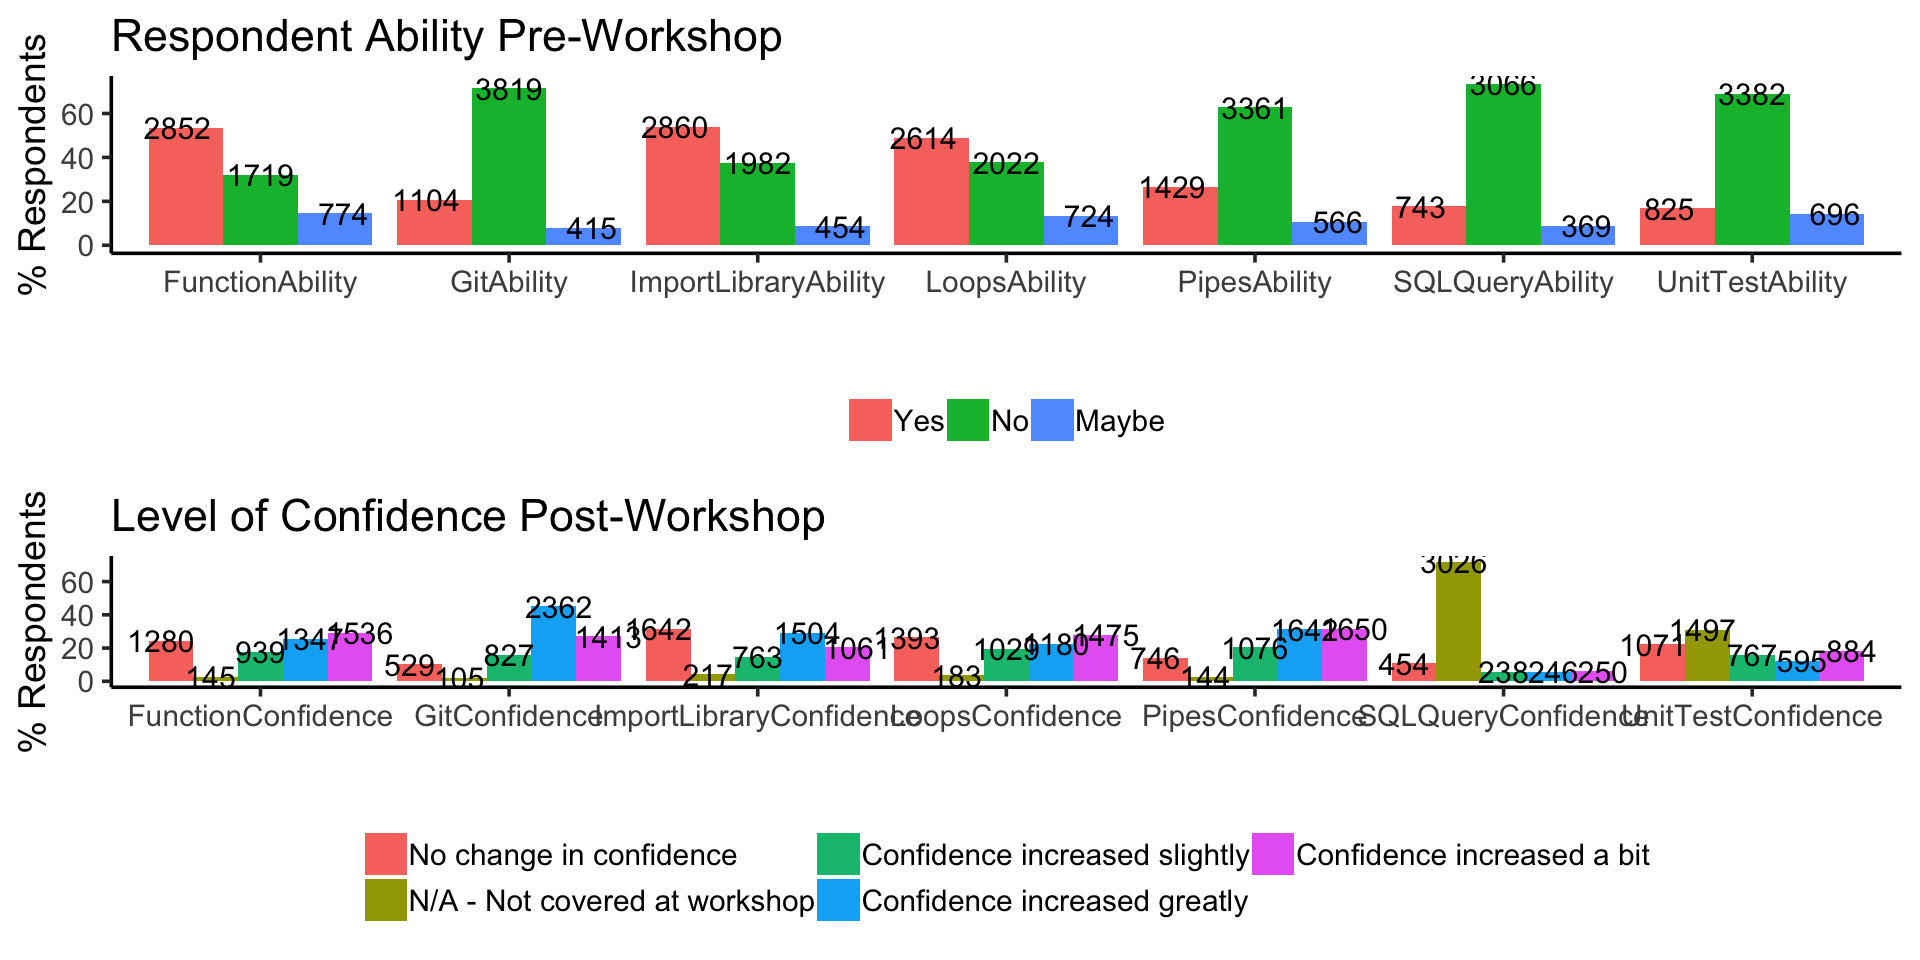 Respondent Ability Pre-Workshop
% Respondents
60
40
20
0
2852 1719 774 1104 3819 415 2860 1982 454 2614 2022 724 1429 3361 566 743 3066 369 825 3382 696
FunctionAbility GitAbility ImportLibraryAbility LoopsAbility PipesAbility SQLQueryAbility UnitTestAbility
Yes No Maybe
Level of Confidence Post-Workshop
% Respondents
60
40
20
0
1280 145 939 1347 1536 529 105 827 2362 1413 1642 217 763 1504 1061 1393 183 1029 1180 1475 746 144 1076 1642 1650 454 3026 238 246 250 1071 1497 767 595 884
FunctionConfidence GitConfidence ImportLibraryConfidence LoopsConfidence PipesConfidence SQLQueryConfidence UnitTestConfidence
No change in confidence Confidence increased slightly Confidence increased a bit
N/A - Not covered at workshop Confidence increased greatly